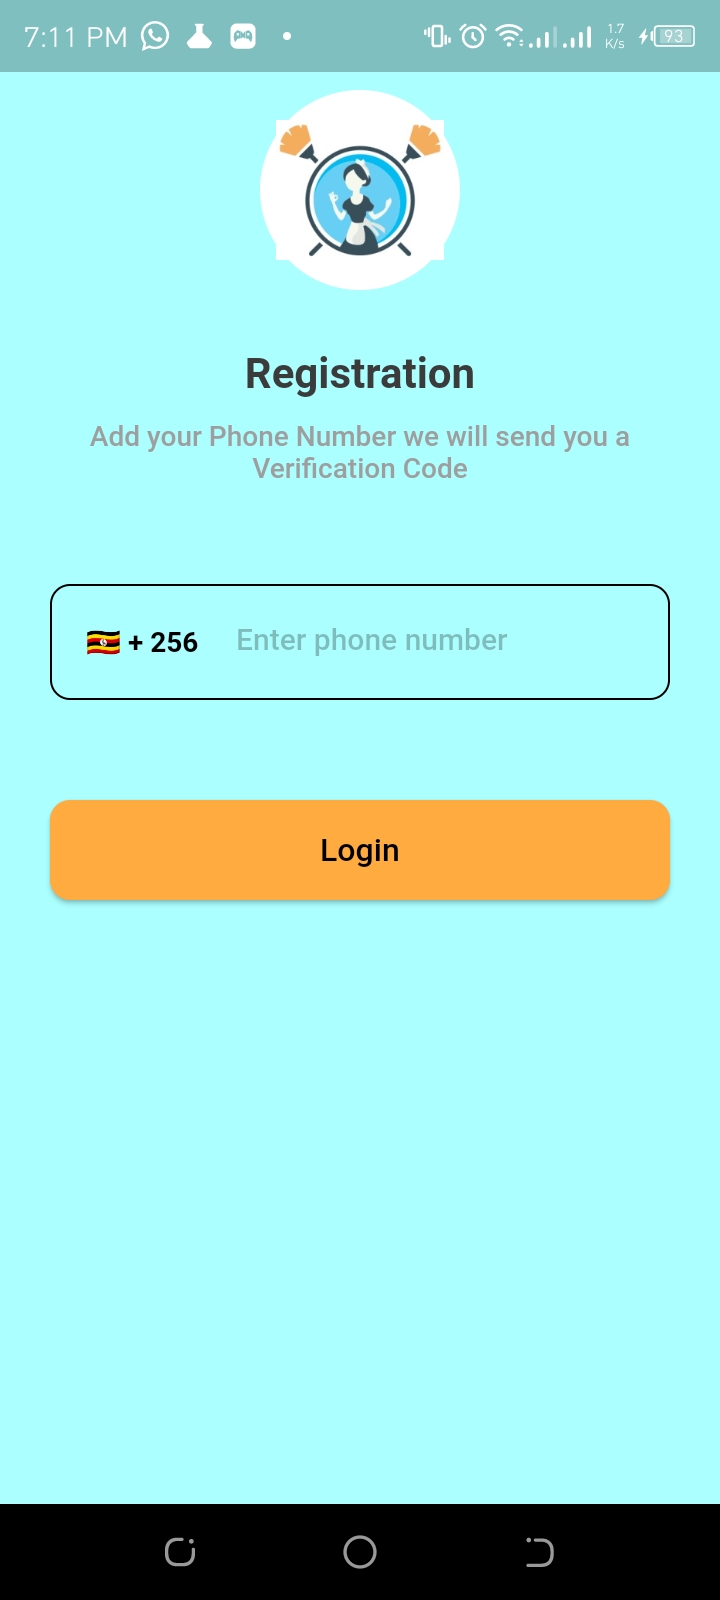 7:11 PM
1.7
K/s
93
Registration
Add your Phone Number we will send you a
Verification Code
+ 256 Enter phone number
Login